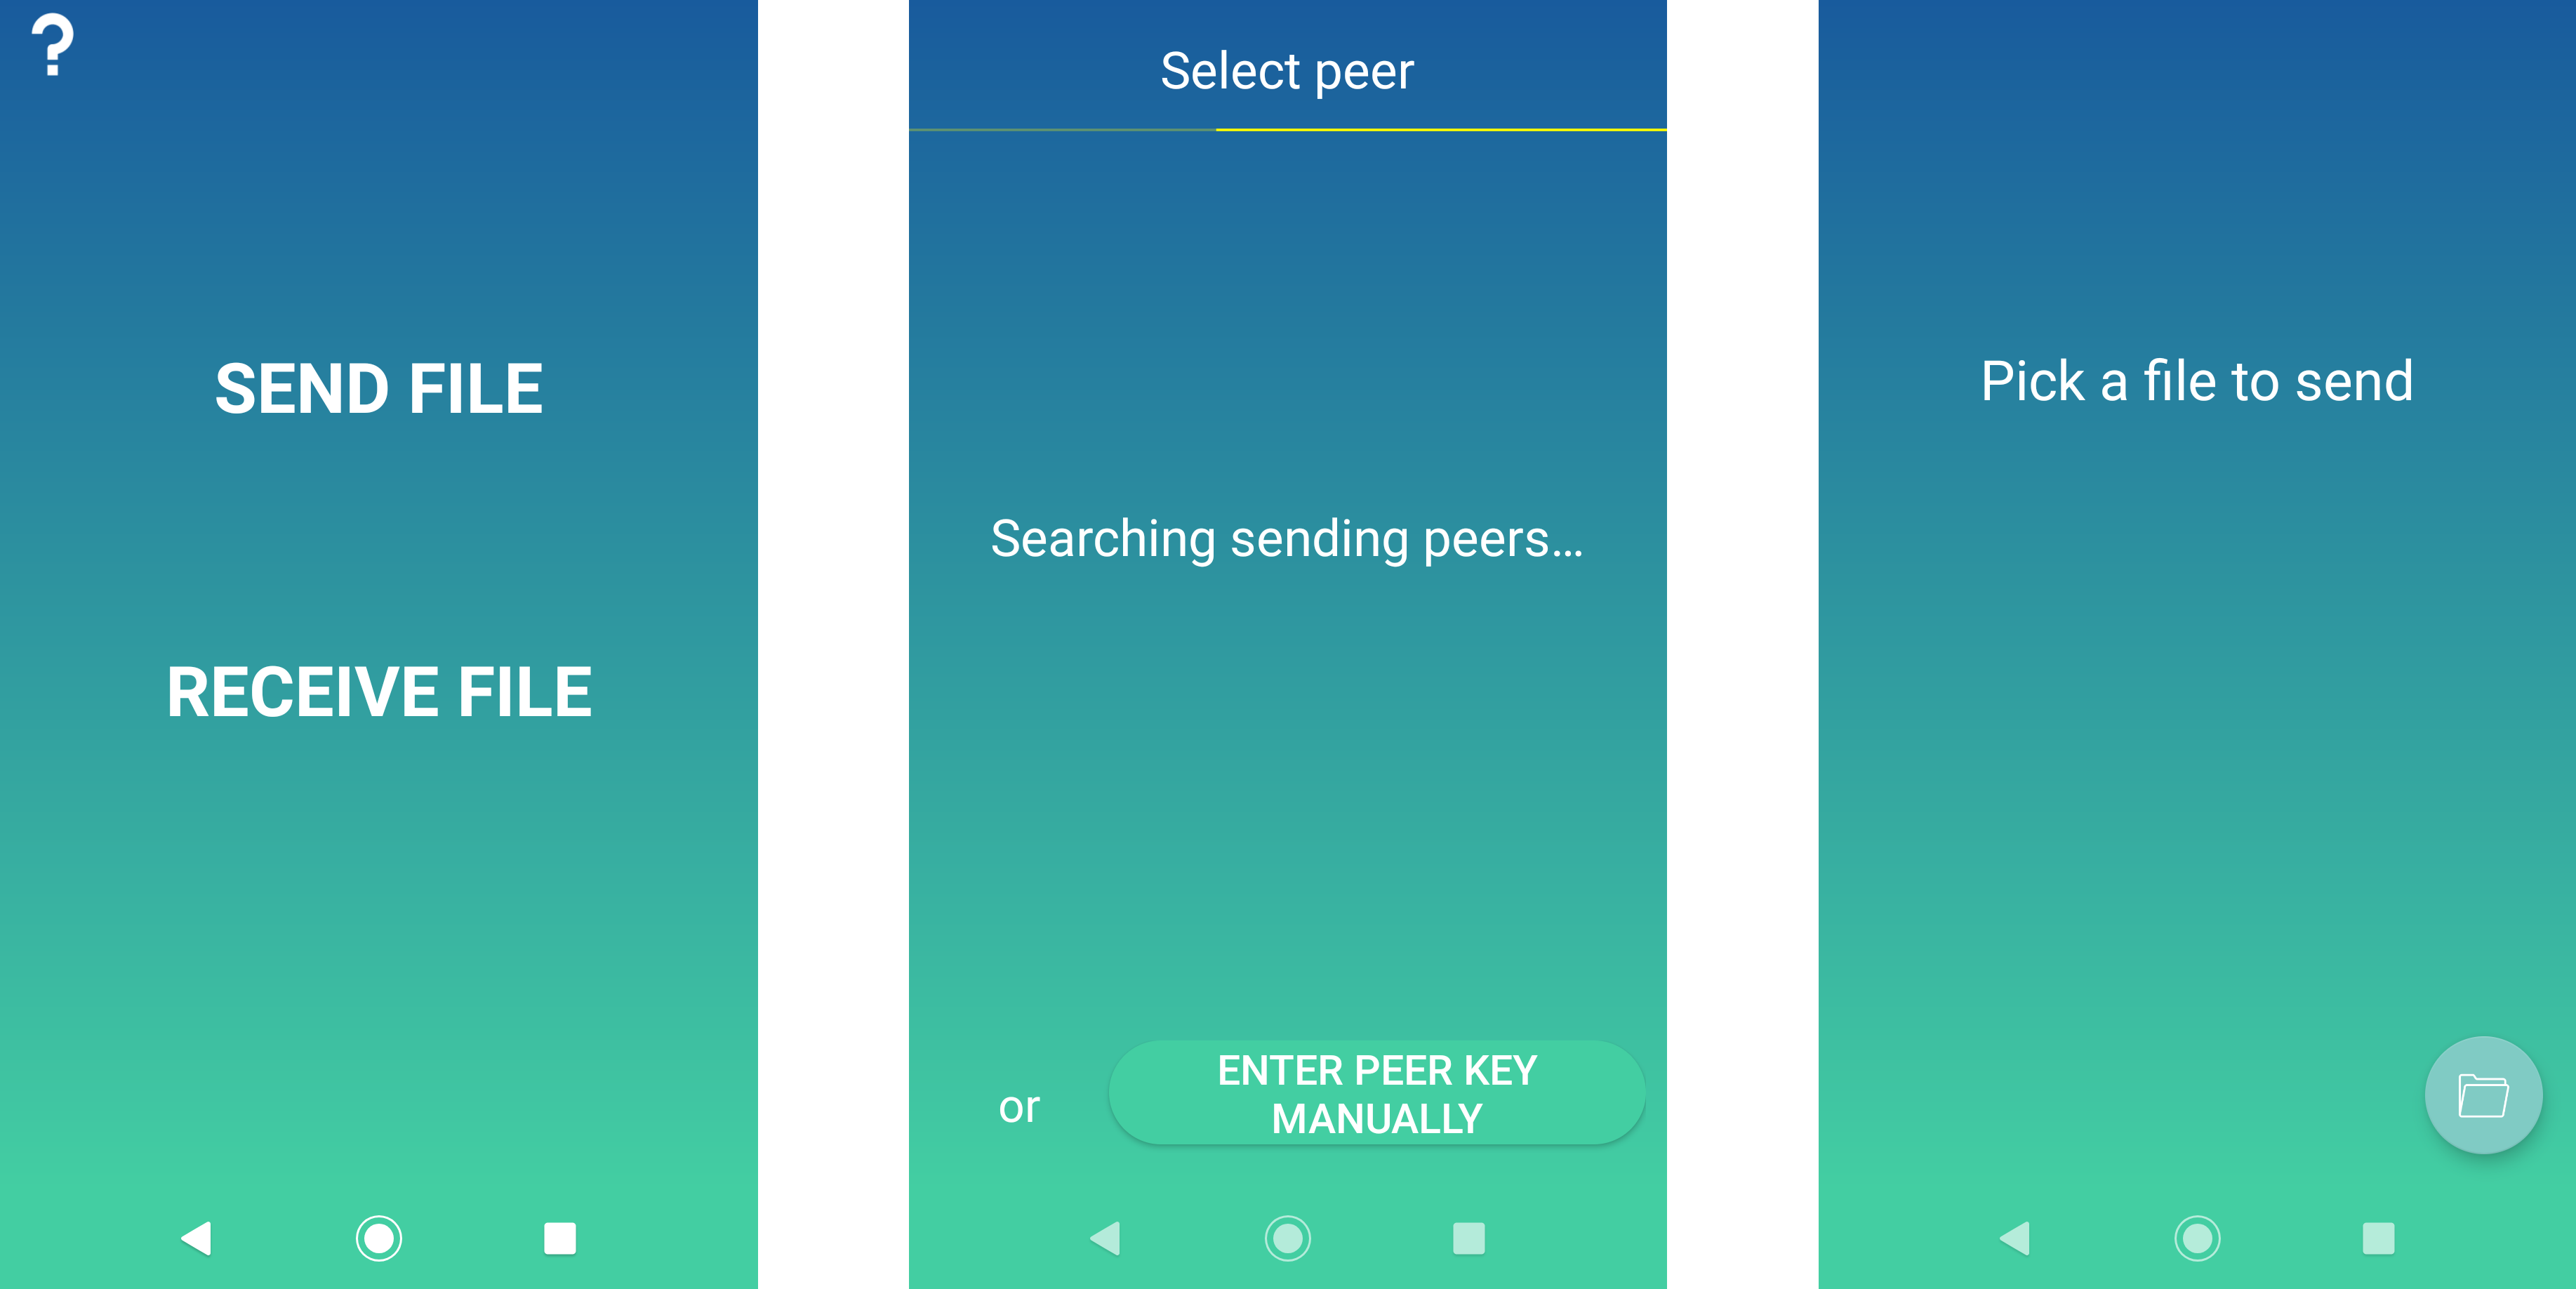 ?
SEND FILE
RECEIVE FILE
Select peer
Searching sending peers...
or
ENTER PEER KEY
MANUALLY
Pick a file to send